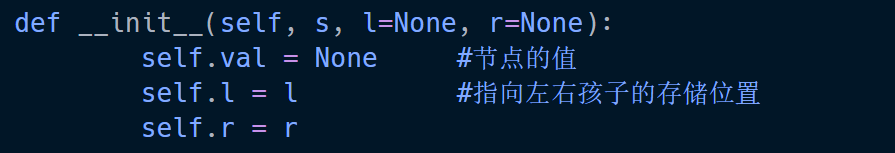 def __init__(self, s, l=None, r=None):
        self.val = None     #节点的值
        self.l = l          #指向左右孩子的存储位置
        self.r = r